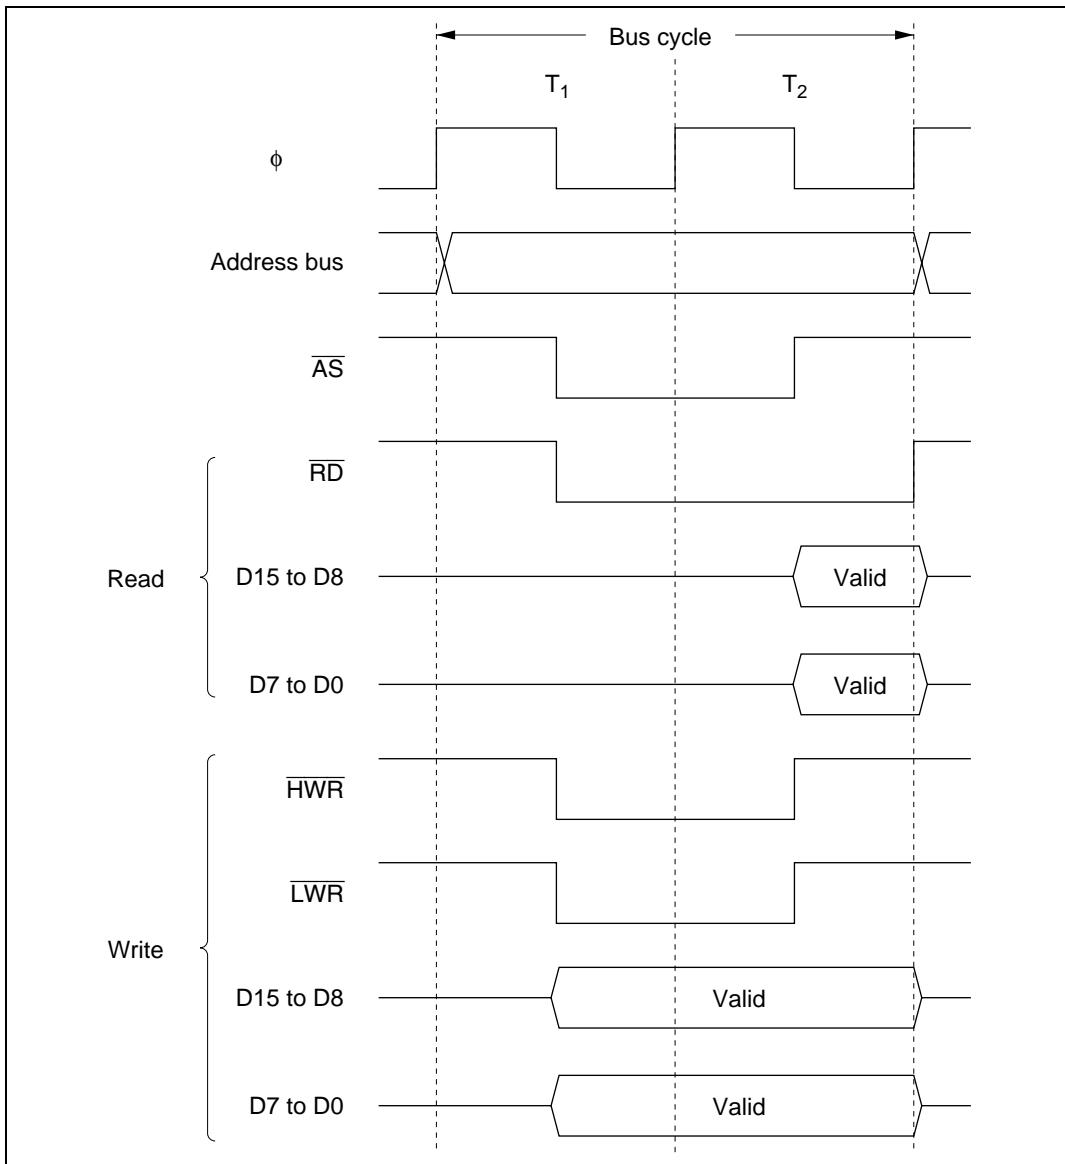 Bus cycle
T1 T2
ϕ
Address bus
AS
RD
Read
D15 to D8 Valid
D7 to D0 Valid
HWR
LWR
Write
D15 to D8 Valid
D7 to D0 Valid